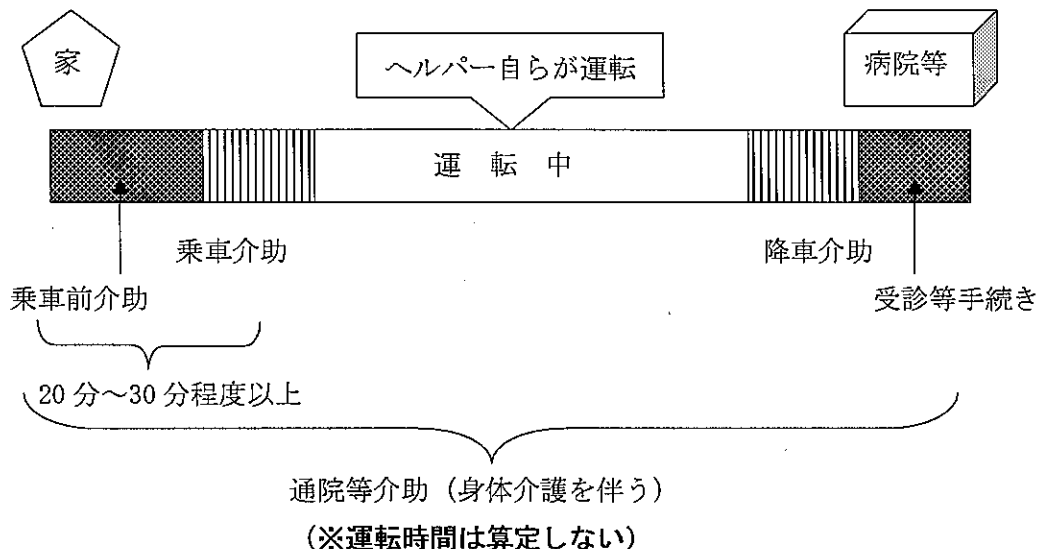 家
ヘルパー自らが運転
病院等
運転中
乗車介助
降車介助
乗車前介助
受診等手続き
20分～30分程度以上
通院等介助（身体介護を伴う）
（※運転時間は算定しない）